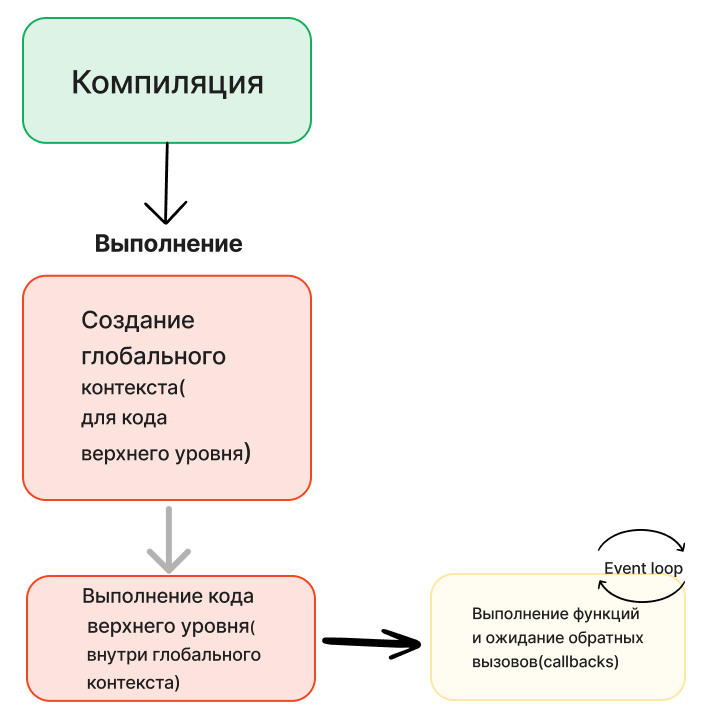 Компиляция
Выполнение
Создание
глобального
контекста(
для кода
верхнего уровня)
Выполнение кода
верхнего уровня(
внутри глобального
контекста)
Event loop
Выполнение функций
и ожидание обратных
вызовов(callbacks)